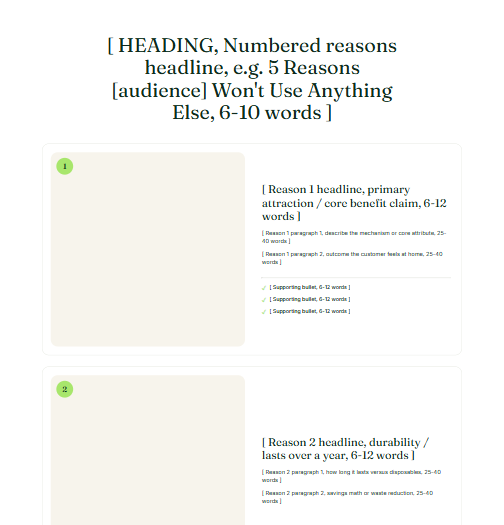 [ HEADING, Numbered reasons
headline, e.g. 5 Reasons
[audience] Won't Use Anything
Else, 6-10 words ]
1
[ Reason 1 headline, primary
attraction / core benefit claim, 6-12
words ]
[ Reason 1 paragraph 1, describe the mechanism or core attribute, 25-
40 words ]
[ Reason 1 paragraph 2, outcome the customer feels at home, 25-40
words ]
✓ [ Supporting bullet, 6-12 words ]
✓ [ Supporting bullet, 6-12 words ]
✓ [ Supporting bullet, 6-12 words ]
2
[ Reason 2 headline, durability /
lasts over a year, 6-12 words ]
[ Reason 2 paragraph 1, how long it lasts versus disposables, 25-40
words ]
[ Reason 2 paragraph 2, savings math or waste reduction, 25-40
words ]